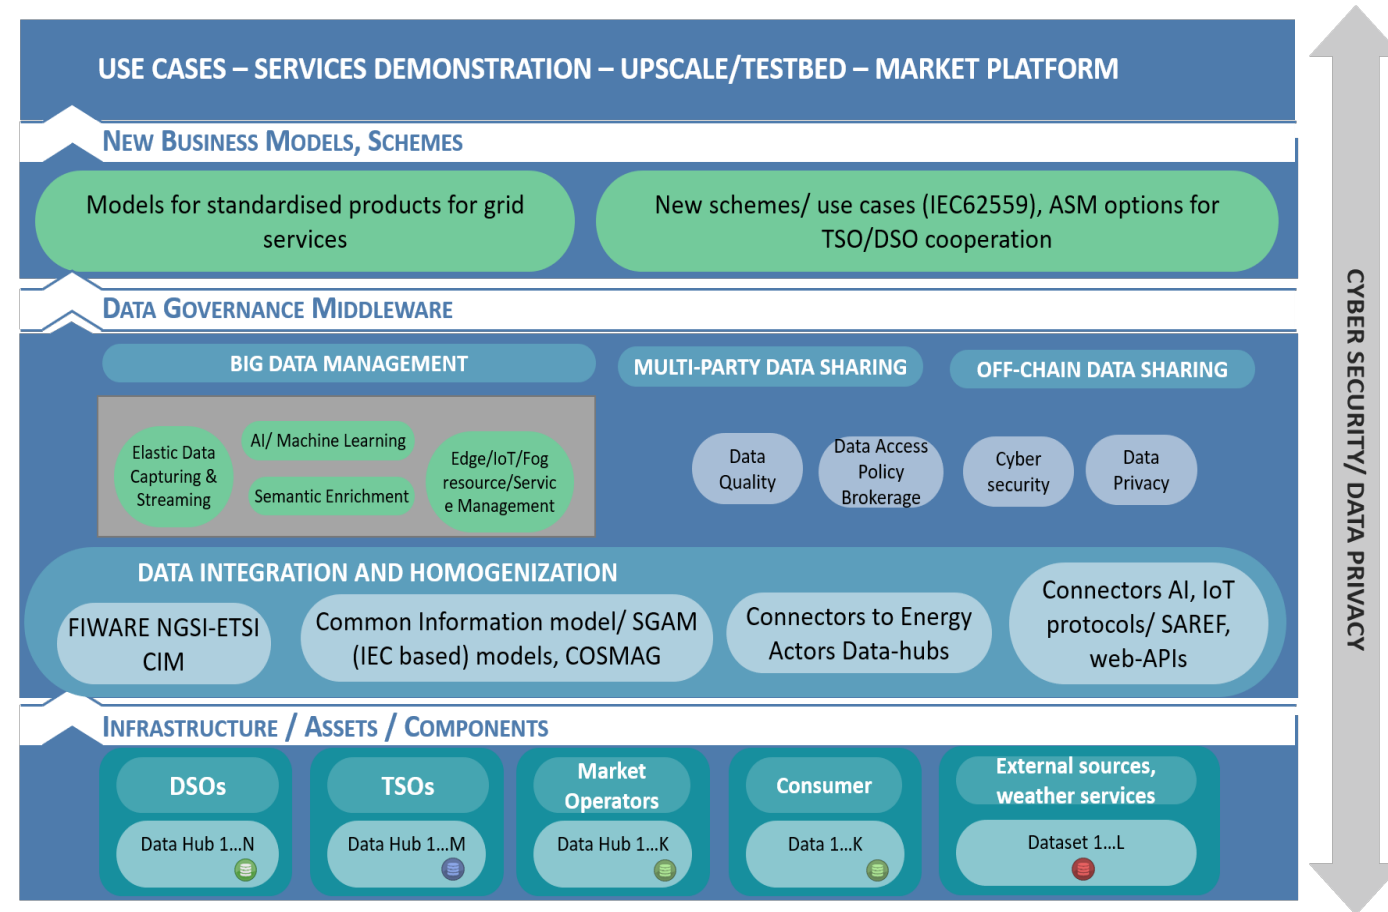 USE CASES – SERVICES DEMONSTRATION – UPSCALE/TESTBED – MARKET PLATFORM
NEW BUSINESS MODELS, SCHEMES
Models for standardised products for grid
services
New schemes/ use cases (IEC62559), ASM options for
TSO/DSO cooperation
DATA GOVERNANCE MIDDLEWARE
BIG DATA MANAGEMENT
MULTI-PARTY DATA SHARING
OFF-CHAIN DATA SHARING
Elastic Data
Capturing &
Streaming
AI/ Machine Learning
Semantic Enrichment
Edge/IoT/Fog
resource/Servic
e Management
Data
Quality
Data Access
Policy
Brokerage
Cyber
security
Data
Privacy
DATA INTEGRATION AND HOMOGENIZATION
FIWARE NGSI-ETSI
CIM
Common Information model/ SGAM
(IEC based) models, COSMAG
Connectors to Energy
Actors Data-hubs
Connectors AI, IoT
protocols/ SAREF,
web-APIs
INFRASTRUCTURE / ASSETS / COMPONENTS
DSOs
Data Hub 1...N
TSOs
Data Hub 1...M
Market
Operators
Data Hub 1...K
Consumer
Data 1...K
External sources,
weather services
Dataset 1...L
CYBER SECURITY/ DATA PRIVACY